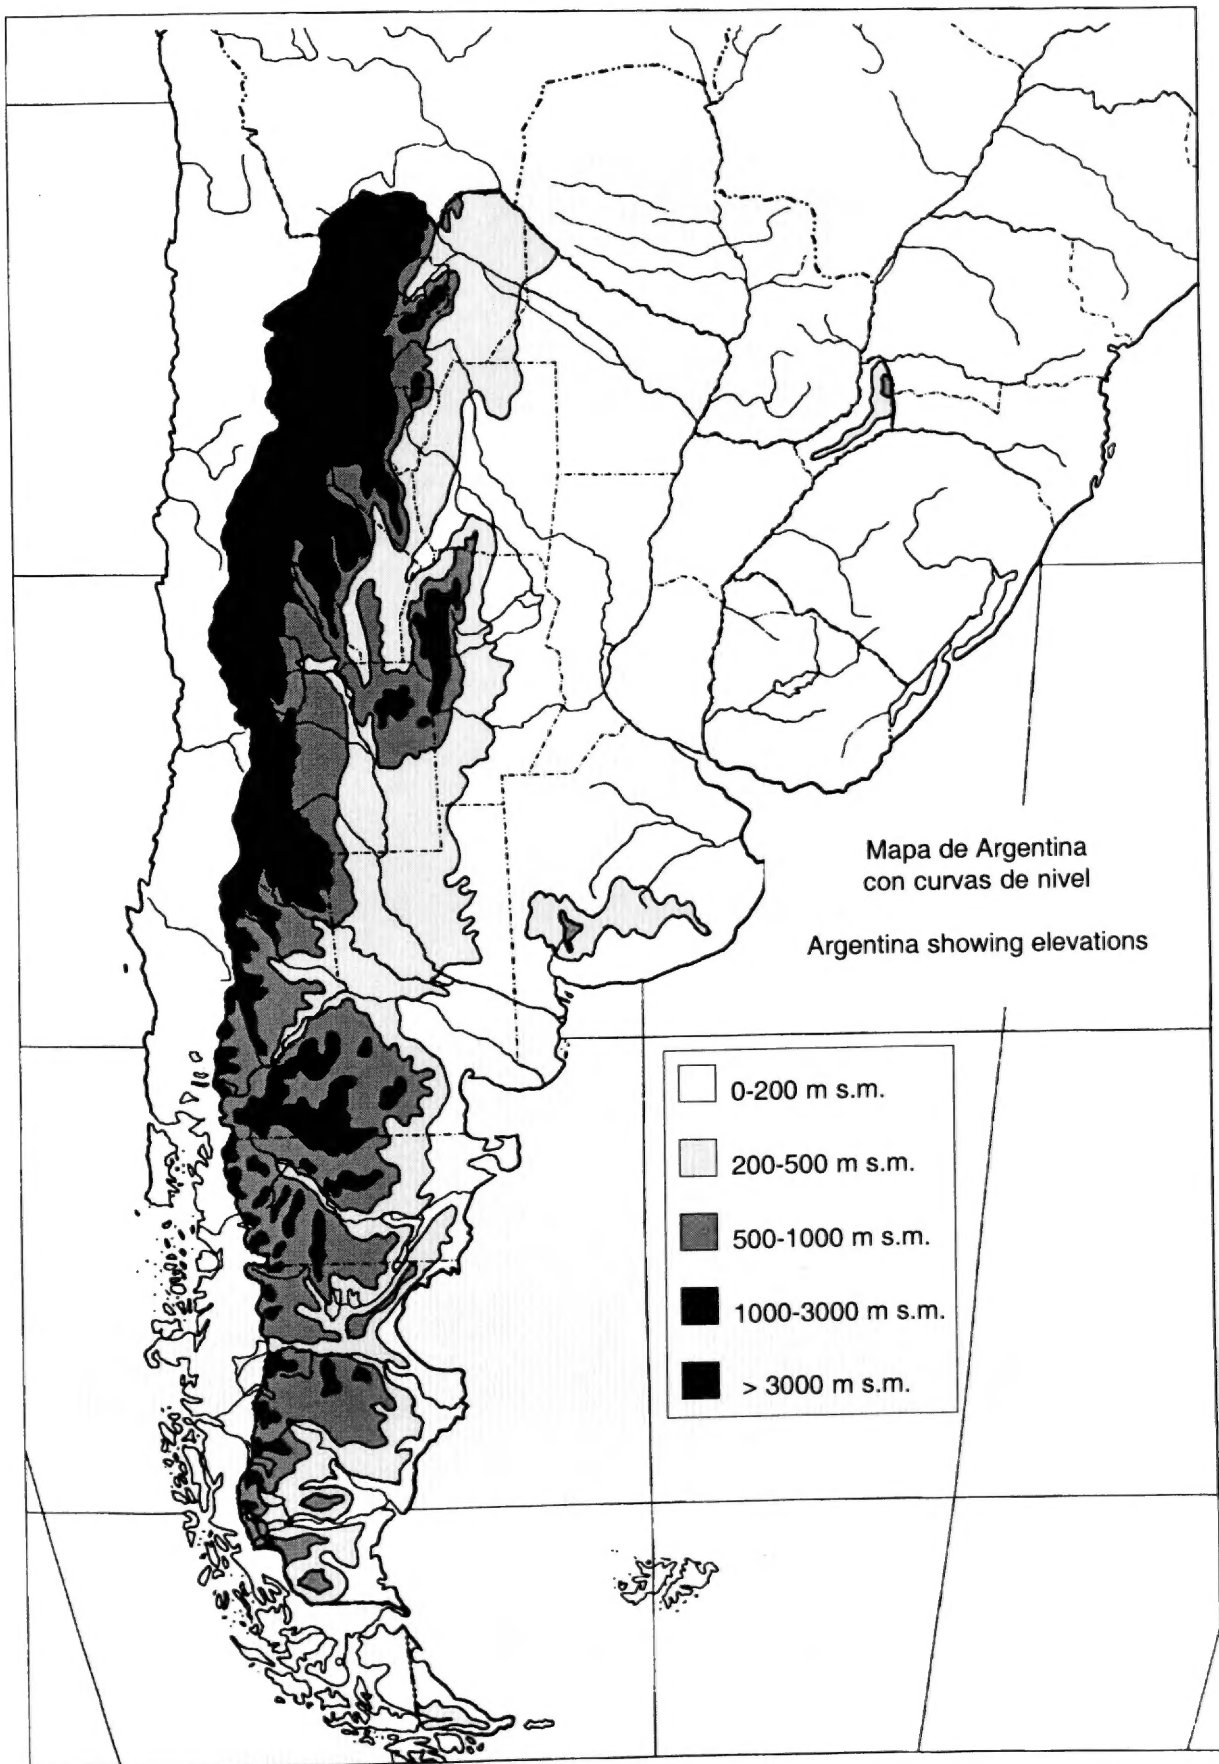 Mapa de Argentina
con curvas de nivel
Argentina showing elevations
0-200 m s.m.
200-500 m s.m.
500-1000 m s.m.
1000-3000 m s.m.
> 3000 m s.m.